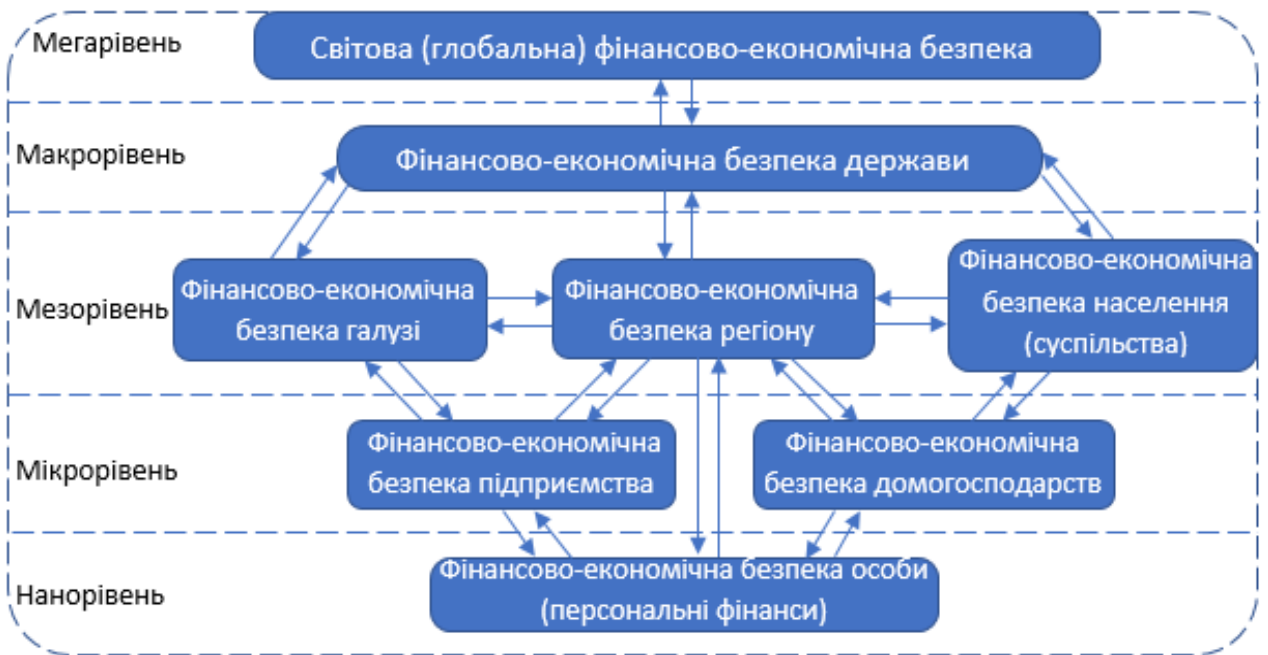 Мегарівень
Світова (глобальна) фінансово-економічна безпека
Макрорівень
Фінансово-економічна безпека держави
Мезорівень
Фінансово-економічна
безпека галузі
Фінансово-економічна
безпека регіону
Фінансово-економічна
безпека населення
(суспільства)
Мікрорівень
Фінансово-економічна
безпека підприємства
Фінансово-економічна
безпека домогосподарств
Нанорівень
Фінансово-економічна безпека особи
(персональні фінанси)